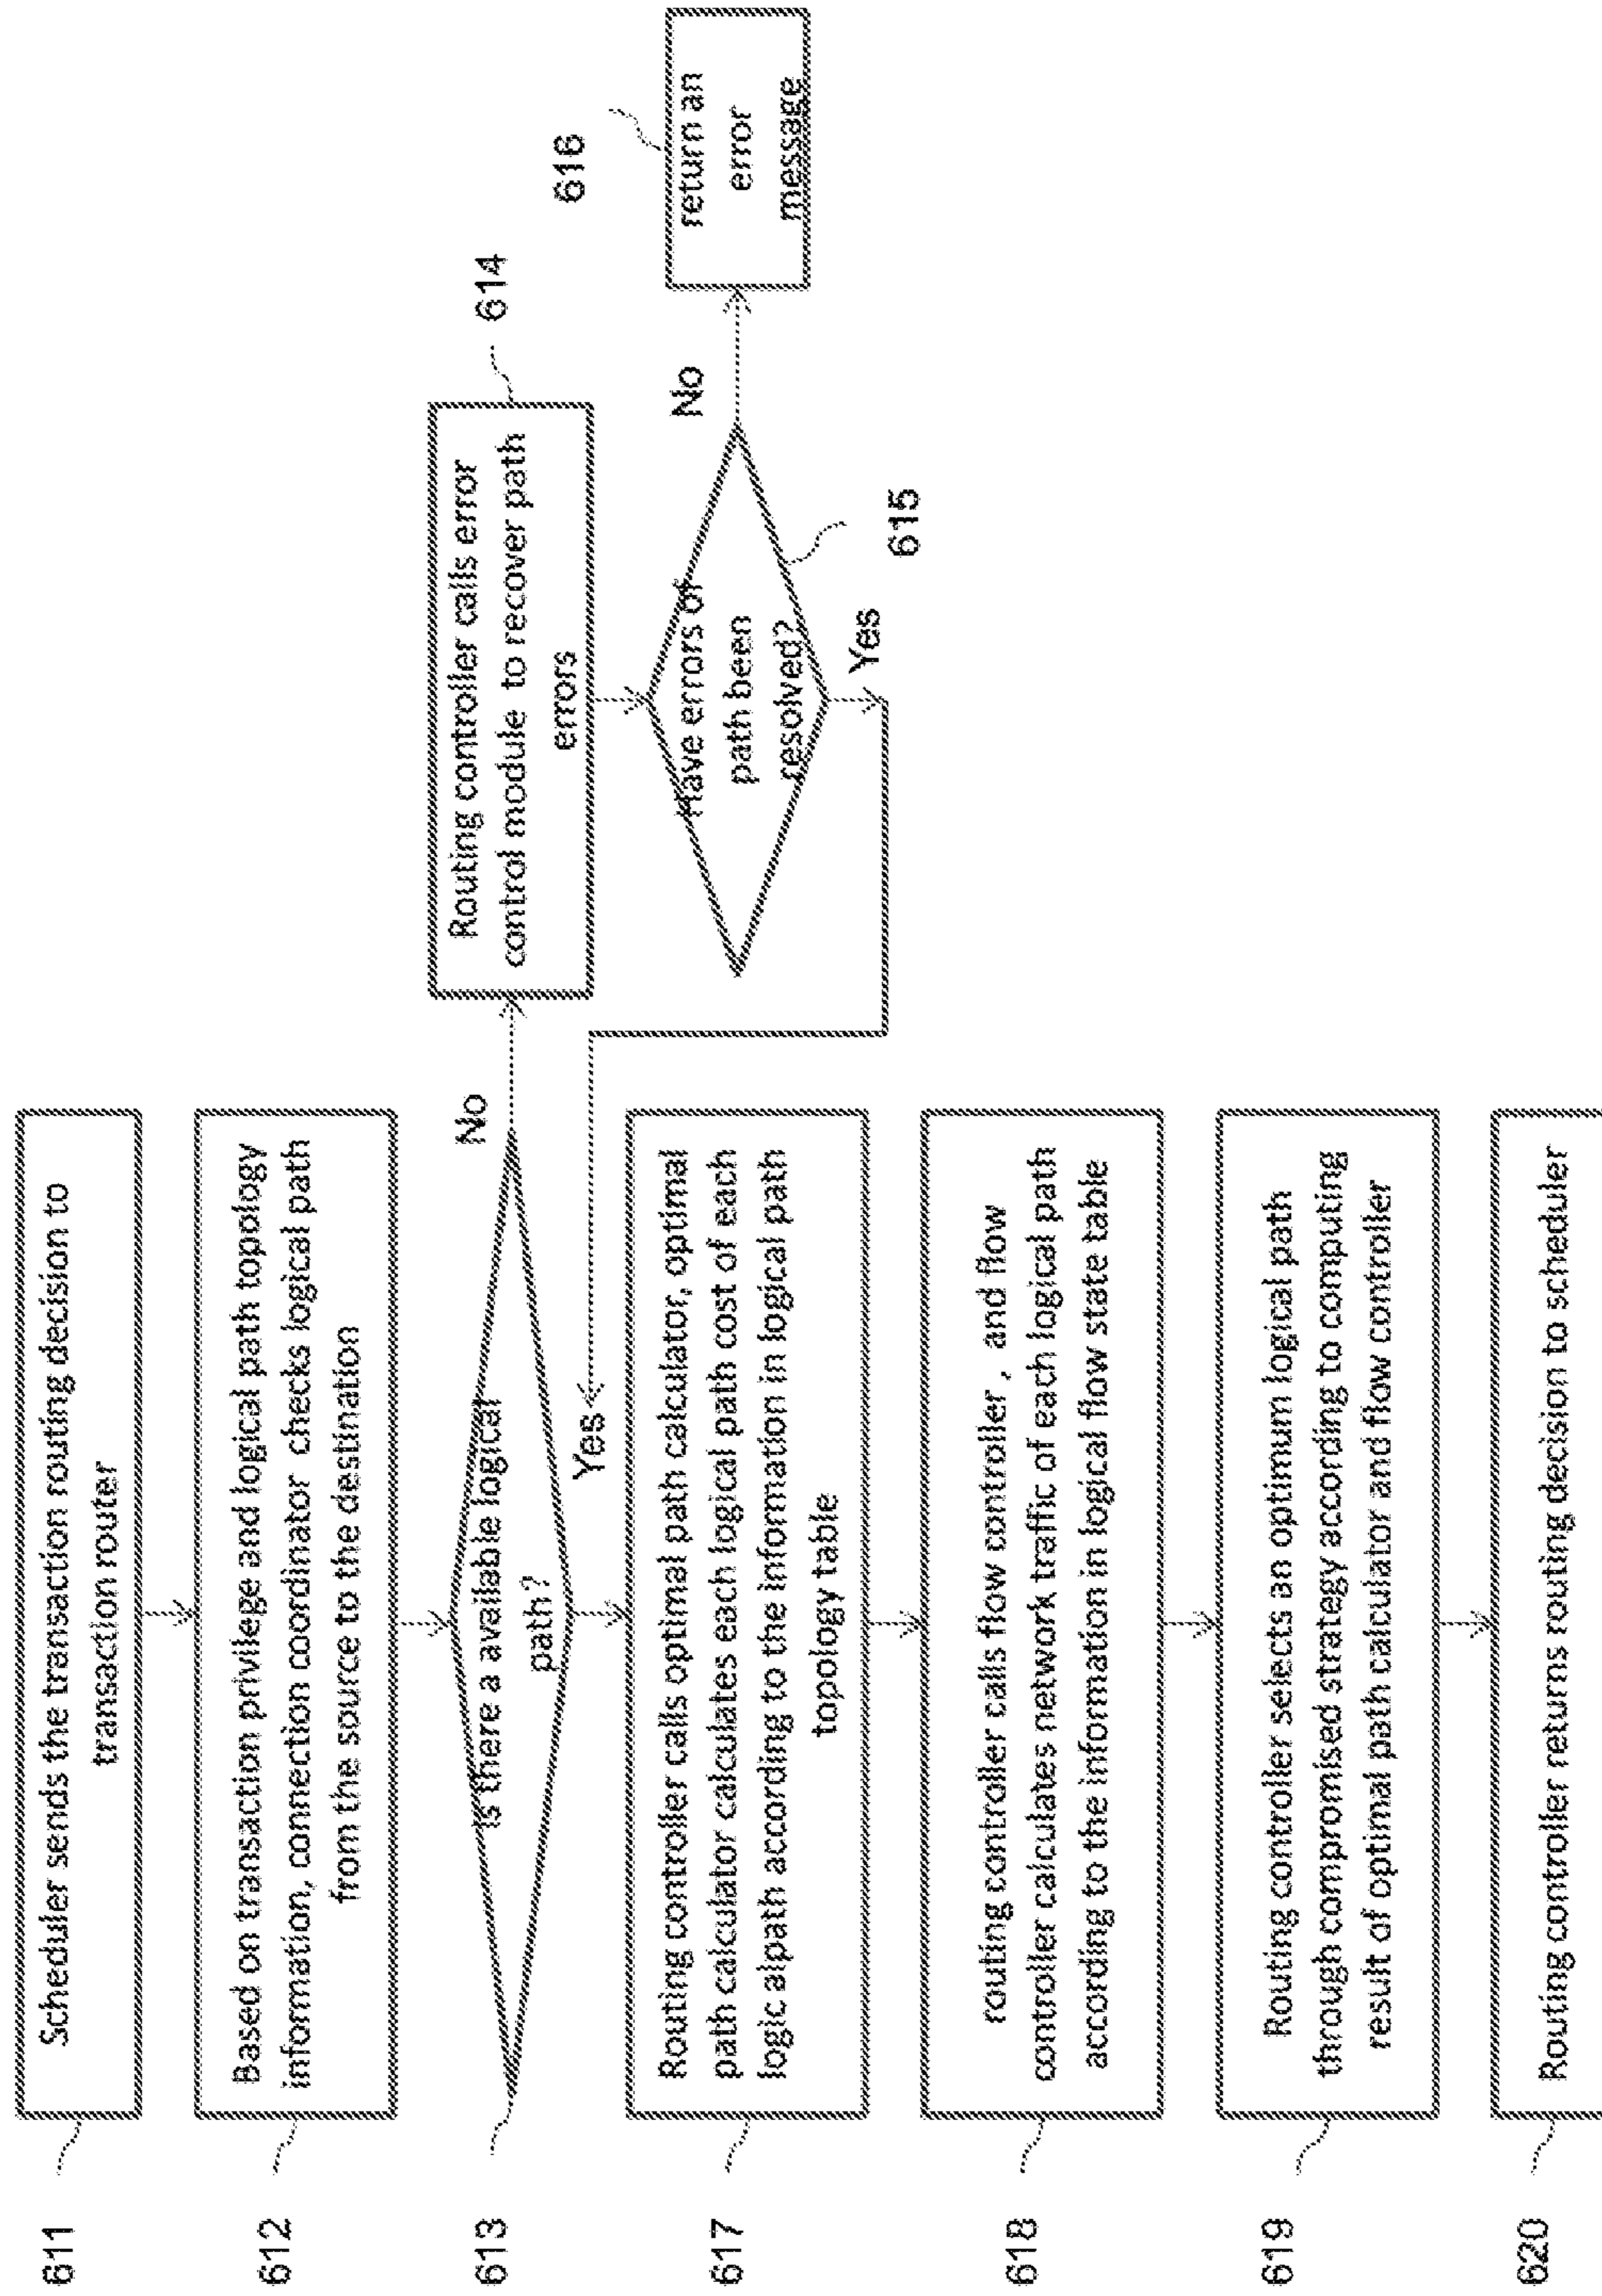 611
Scheduler sends the transaction routing decision to
transaction router
612
Based on transaction privilege and logical path topology
information, connection coordinator checks logical path
from the source to the destination
613
is there a available logical
path?
No
Yes
614
Routing controller calls error
control module to recover path
errors
615
Have errors of
path been
resolved?
No
Yes
616
return an
error
message
617
Routing controller calls optimal path calculator, optimal
path calculator calculates each logical path cost of each
logic alpath according to the information in logical path
topology table
618
routing controller calls flow controller , and flow
controller calculates network traffic of each logical path
according to the information in logical flow state table
619
Routing controller selects an optimum logical path
through compromised strategy according to computing
result of optimal path calculator and flow controller
620
Routing controller returns routing decision to scheduler